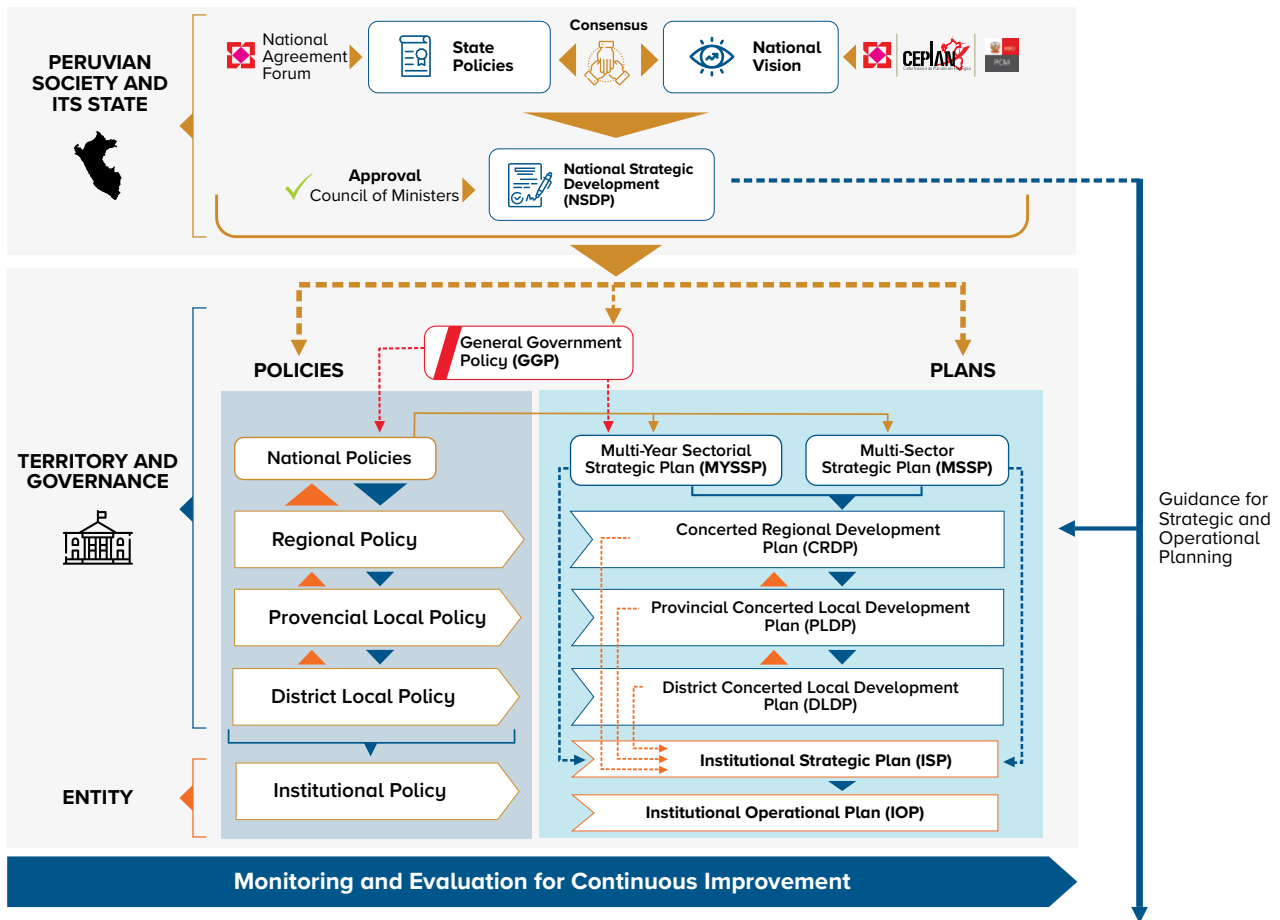 PERUVIAN
SOCIETY AND
ITS STATE
National
Agreement
Forum
State
Policies
Consensus
National
Vision
CEPLAN
PCM
Approval
Council of Ministers
National Strategic
Development
(NSDP)
General Government
Policy (GGP)
POLICIES
PLANS
TERRITORY AND
GOVERNANCE
National Policies
Multi-Year Sectorial
Strategic Plan (MYSSP)
Multi-Sector
Strategic Plan (MSSP)
Regional Policy
Concerted Regional Development
Plan (CRDP)
Guidance for
Strategic and
Operational
Planning
Provencial Local Policy
Provincial Concerted Local Development
Plan (PLDP)
District Local Policy
District Concerted Local Development
Plan (DLDP)
ENTITY
Institutional Policy
Institutional Strategic Plan (ISP)
Institutional Operational Plan (IOP)
Monitoring and Evaluation for Continuous Improvement